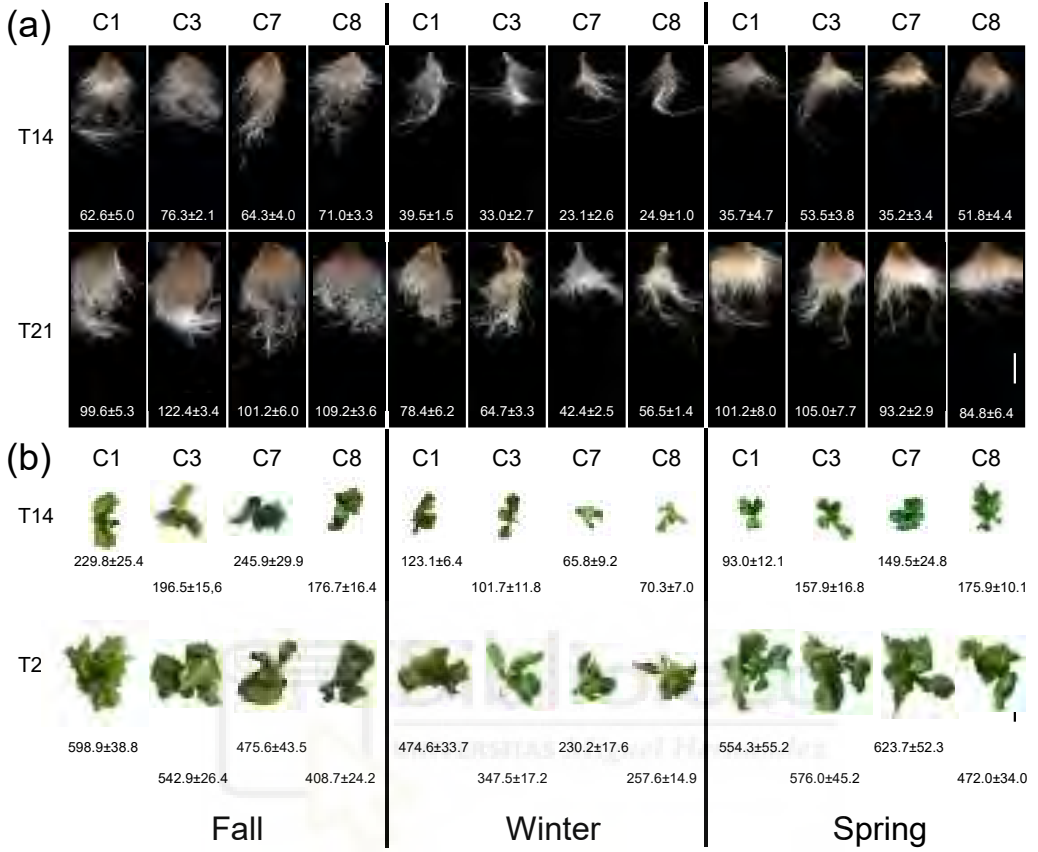 (a) C1 C3 C7 C8 C1 C3 C7 C8 C1 C3 C7 C8
T14
62.6±5.0 76.3±2.1 64.3±4.0 71.0±3.3 39.5±1.5 33.0±2.7 23.1±2.6 24.9±1.0 35.7±4.7 53.5±3.8 35.2±3.4 51.8±4.4
T21
99.6±5.3 122.4±3.4 101.2±6.0 109.2±3.6 78.4±6.2 64.7±3.3 42.4±2.5 56.5±1.4 101.2±8.0 105.0±7.7 93.2±2.9 84.8±6.4
(b) C1 C3 C7 C8 C1 C3 C7 C8 C1 C3 C7 C8
T14
229.8±25.4 245.9±29.9 123.1±6.4 65.8±9.2 93.0±12.1 149.5±24.8
196.5±15,6 176.7±16.4 101.7±11.8 70.3±7.0 157.9±16.8 175.9±10.1
T2
598.9±38.8 475.6±43.5 474.6±33.7 230.2±17.6 554.3±55.2 623.7±52.3
UNIVERSITAS Miguel Hernández
542.9±26.4 408.7±24.2 347.5±17.2 257.6±14.9 576.0±45.2 472.0±34.0
Fall Winter Spring